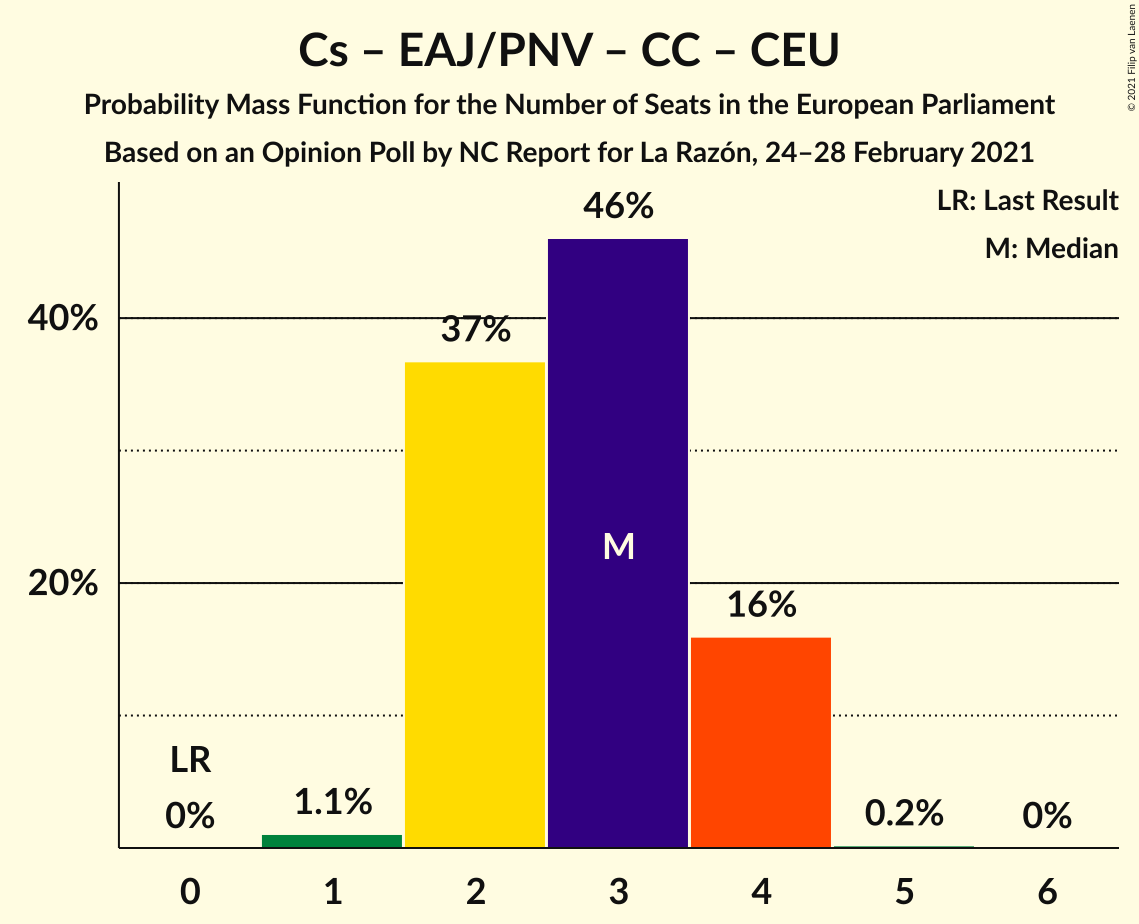 Cs – EAJ/PNV – CC – CEU
Probability Mass Function for the Number of Seats in the European Parliament
Based on an Opinion Poll by NC Report for La Razón, 24–28 February 2021
© 2021 Filip van Laenen
LR: Last Result
M: Median
46%
40%
37%
M
20%
16%
LR
0%
1.1%
0.2%
0%
0 1 2 3 4 5 6